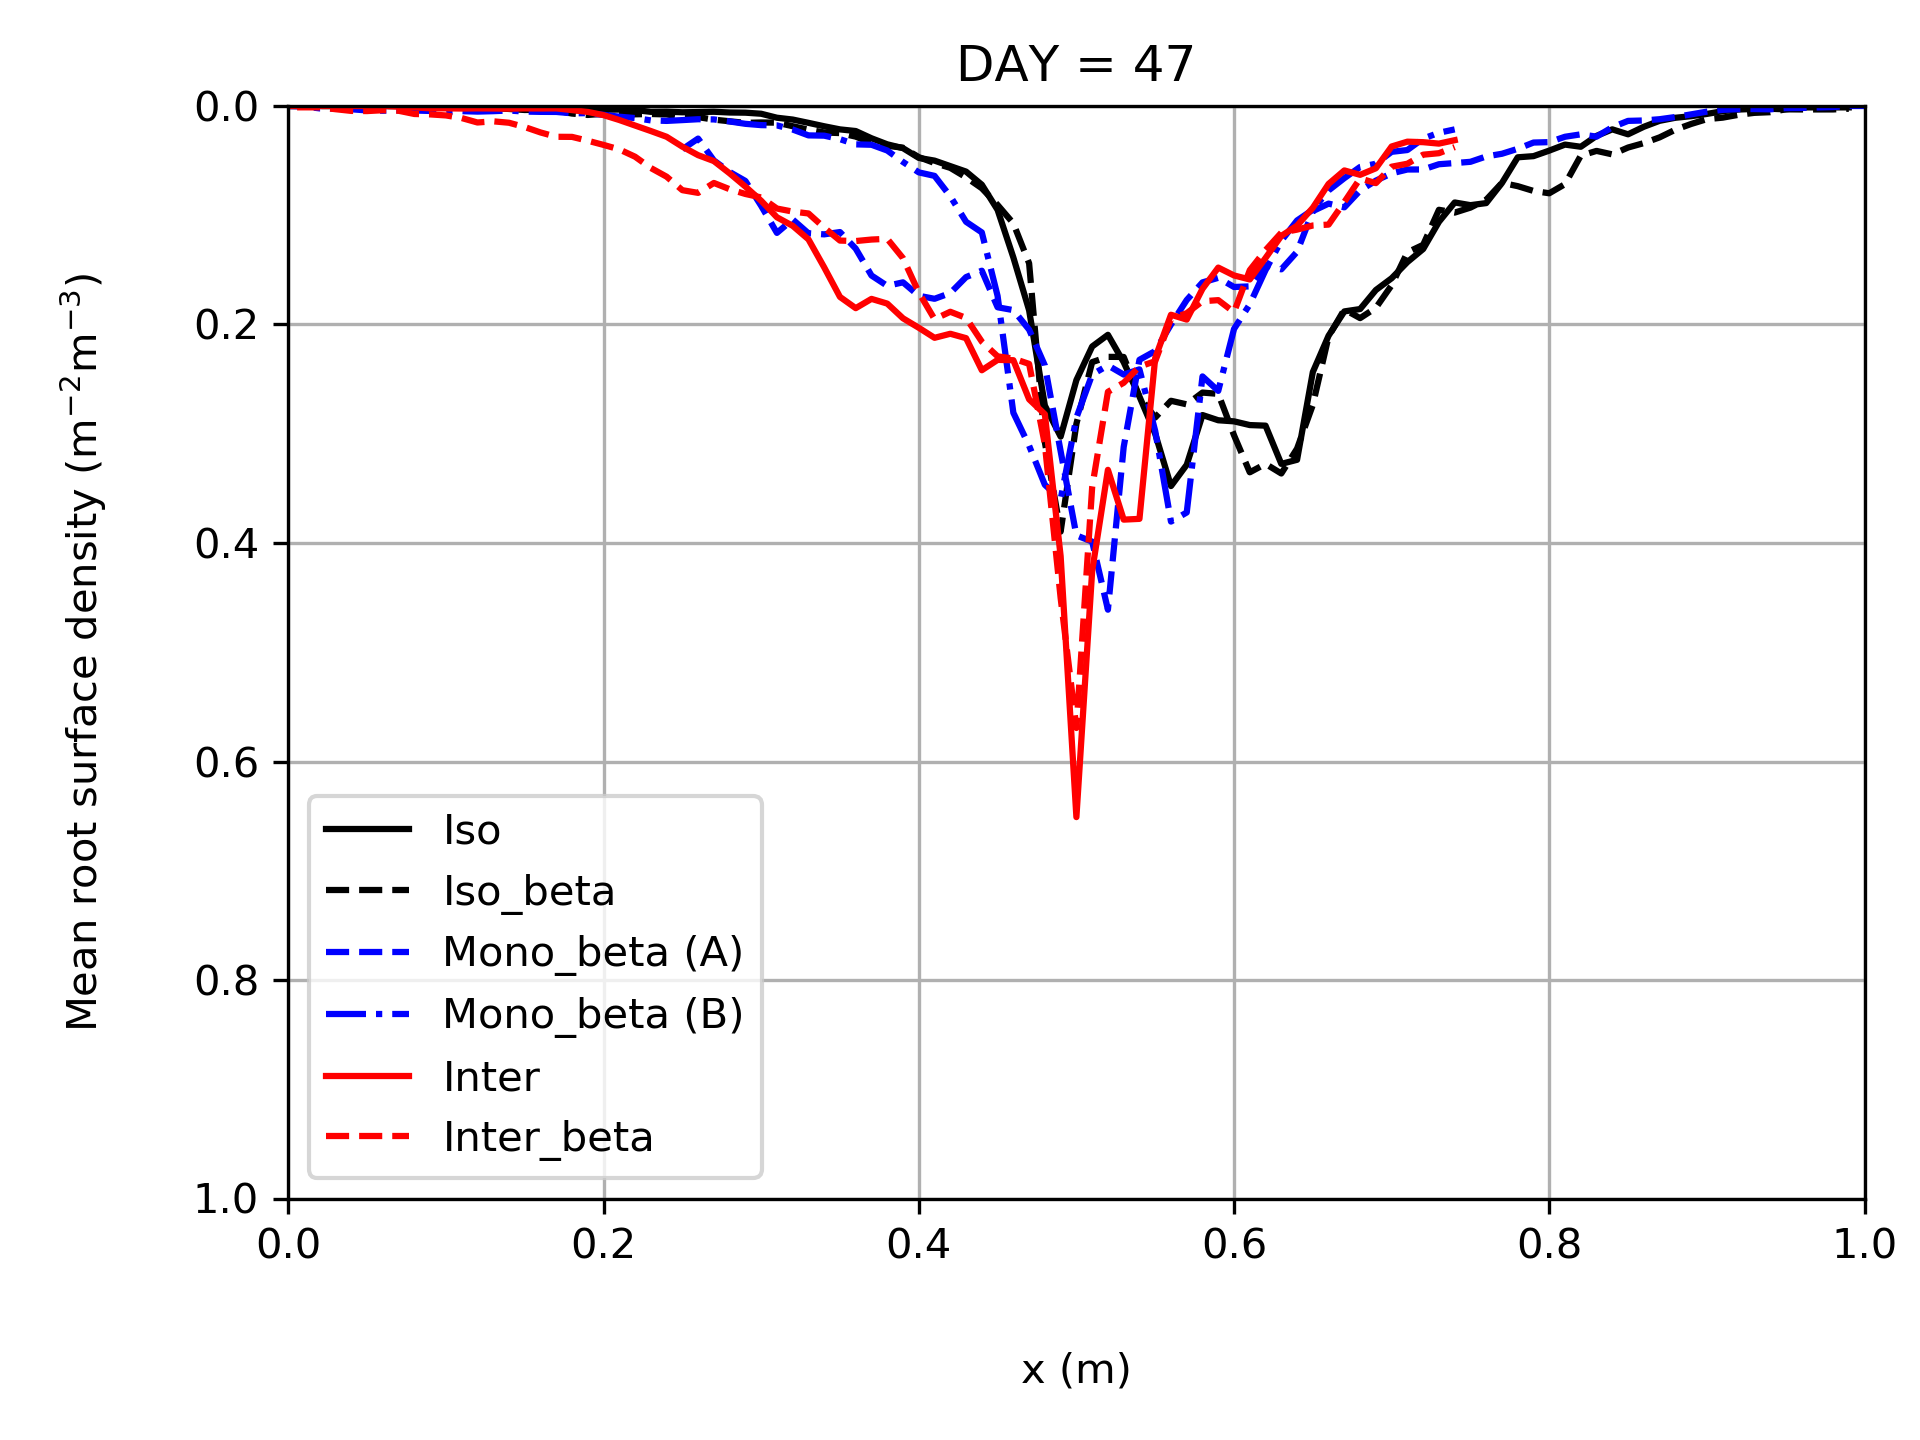 DAY = 47
Mean root surface density (m⁻²m⁻³)
0.0
0.2
0.4
0.6
0.8
1.0
Iso
Iso_beta
Mono_beta (A)
Mono_beta (B)
Inter
Inter_beta
0.0 0.2 0.4 0.6 0.8 1.0
x (m)